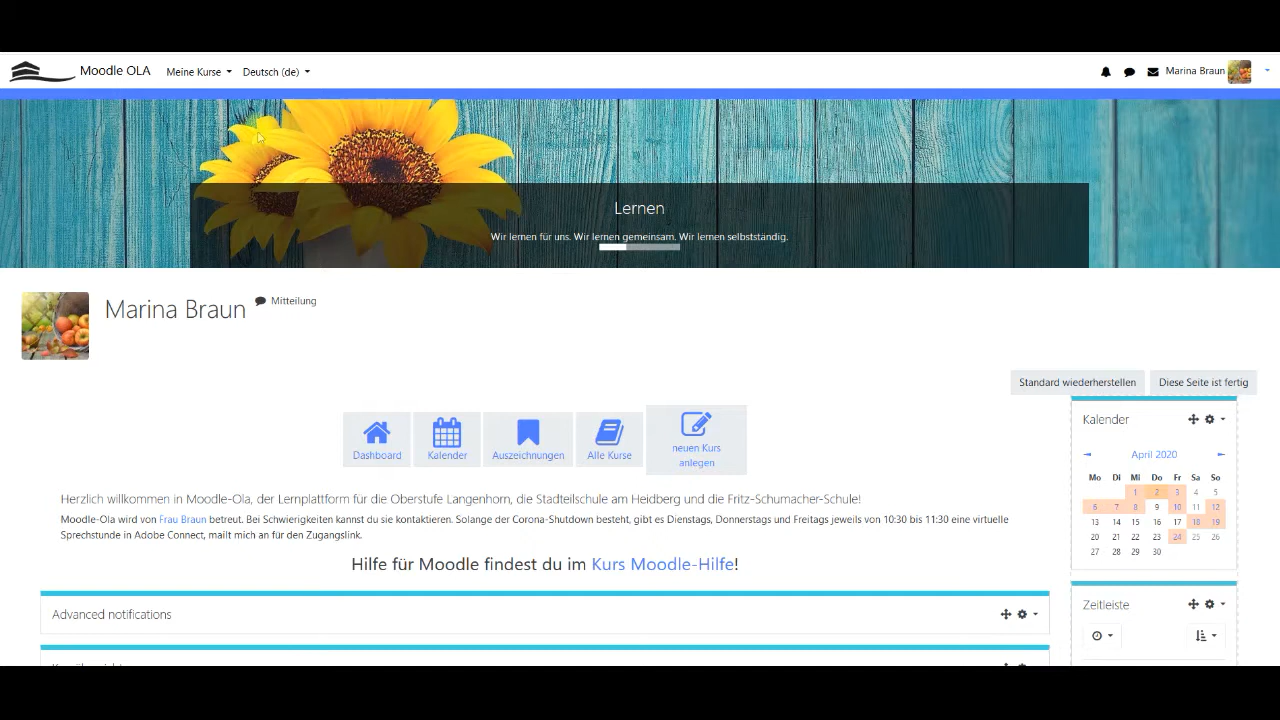 Moodle OLA Meine Kurse Deutsch (de) Marina Braun
Lernen
Wir lernen für uns. Wir lernen gemeinsam. Wir lernen selbstständig.
Marina Braun Mitteilung
Standard wiederherstellen Diese Seite ist fertig
Dashboard
Kalender
Auszeichnungen
Alle Kurse
neuen Kurs
anlegen
Herzlich willkommen in Moodle-Ola, der Lernplattform für die Oberstufe Langenhorn, die Stadteilschule am Heidberg und die Fritz-Schumacher-Schule!
Moodle-Ola wird von Frau Braun betreut. Bei Schwierigkeiten kannst du sie kontaktieren. Solange der Corona-Shutdown besteht, gibt es Dienstags, Donnerstags und Freitags jeweils von 10:30 bis 11:30 eine virtuelle
Sprechstunde in Adobe Connect, mailt mich an für den Zugangslink.
Hilfe für Moodle findest du im Kurs Moodle-Hilfe!
Advanced notifications
Kalender
April 2020
Mo Di Mi Do Fr Sa So
1 2 3 4 5
6 7 8 9 10 11 12
13 14 15 16 17 18 19
20 21 22 23 24 25 26
27 28 29 30
Zeitleiste